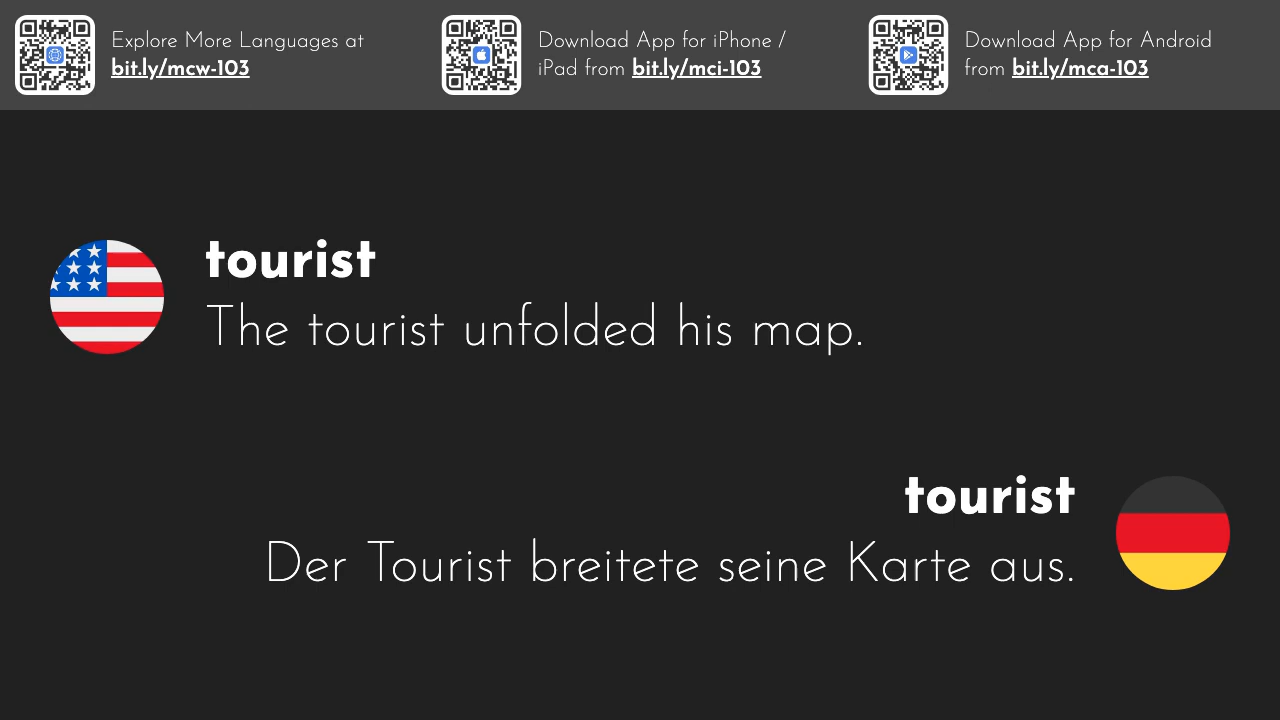 Explore More Languages at
bit.ly/mcw-103
Download App for iPhone /
iPad from bit.ly/mci-103
Download App for Android
from bit.ly/mca-103
tourist
The tourist unfolded his map.
tourist
Der Tourist breitete seine Karte aus.